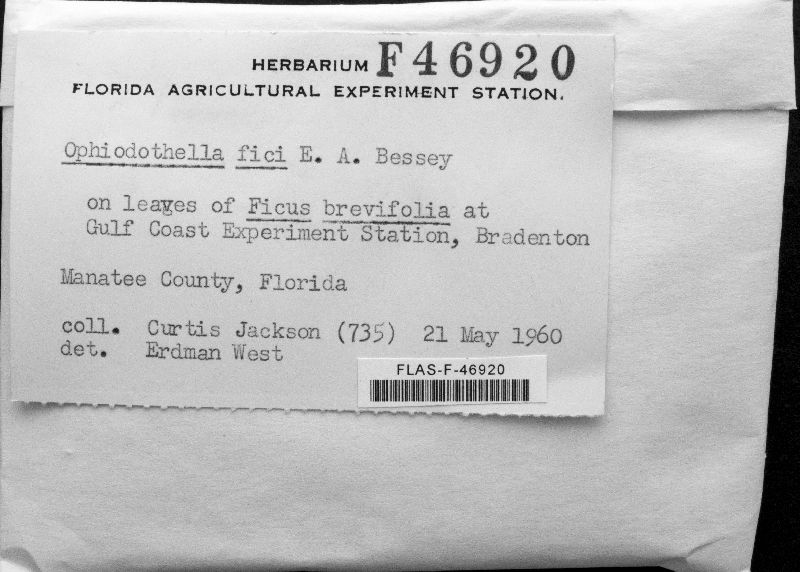 HERBARIUM F46920
FLORIDA AGRICULTURAL EXPERIMENT STATION.
Ophiodothella fici E. A. Bessey
on leaves of Ficus brevifolia at
Gulf Coast Experiment Station, Bradenton
Manatee County, Florida
coll. Curtis Jackson (735) 21 May 1960
det. Erdman West
FLAS-F-46920